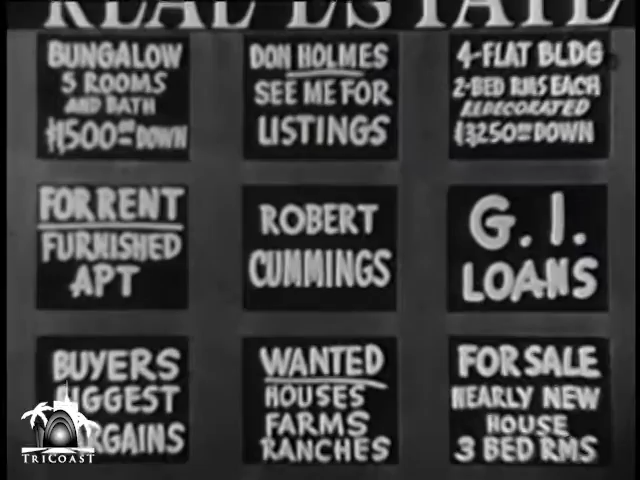 REAL ESTATE
BUNGALOW
5 ROOMS
AND BATH
$1500.00 DOWN
DON HOLMES
SEE ME FOR
LISTINGS
4-FLAT BLDG
2-BED RMS EACH
REDECORATED
$3250.00 DOWN
FOR RENT
FURNISHED
APT
ROBERT
CUMMINGS
G. I.
LOANS
BUYERS
BIGGEST
BARGAINS
WANTED
HOUSES
FARMS
RANCHES
FOR SALE
NEARLY NEW
HOUSE
3 BED RMS
TRICOAST